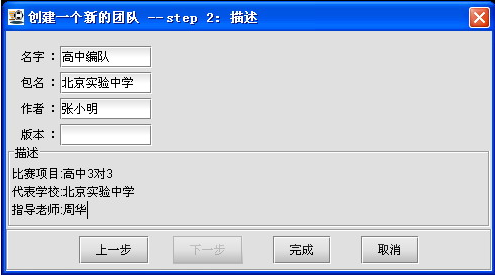 创建一个新的团队 --step 2: 描述
名字 : 高中编队
包名 : 北京实验中学
作者 : 张小明
版本 :
描述
比赛项目:高中3对3
代表学校:北京实验中学
指导老师:周华
上一步 下一步 完成 取消